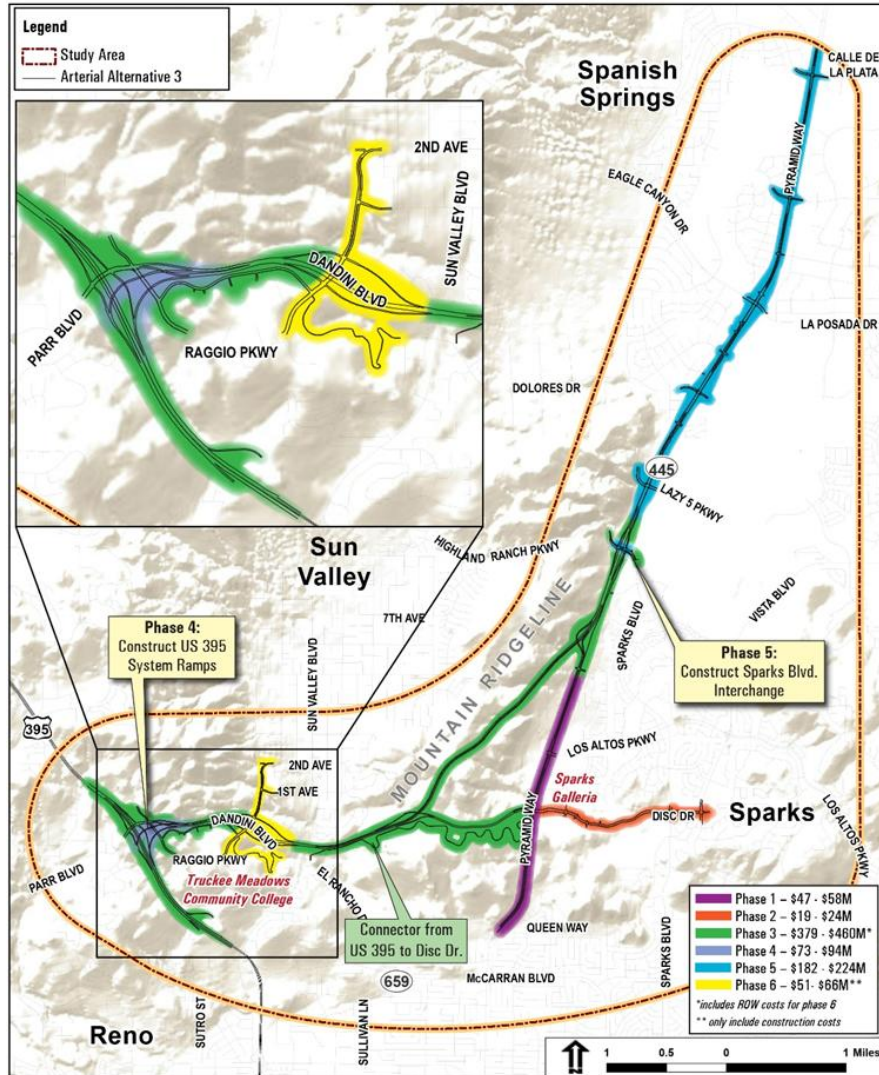 Legend
Study Area
Arterial Alternative 3
Spanish
Springs
CALLE DE
LA PLATA
PYRAMID WAY
EAGLE CANYON
DR
2ND AVE
SUN VALLEY BLVD
DANDINI BLVD
PARR BLVD
RAGGIO PKWY
LA POSADA DR
DOLORES DR
445
LAZY 5 PKWY
Sun
Valley
HIGHLAND RANCH PKWY
7TH AVE
MOUNTAIN RIDGELINE
SPARKS BLVD
VISTA BLVD
Phase 4:
Construct US 395
System Ramps
Phase 5:
Construct Sparks Blvd.
Interchange
SUN VALLEY BLVD
395
LOS ALTOS PKWY
2ND AVE
1ST AVE
Sparks
Galleria
DISC DR
Sparks
LOS ALTOS PKWY
DANDINI BLVD
PYRAMID WAY
RAGGIO PKWY
PARR BLVD
Truckee Meadows
Community College
EL RANCHO
Connector from
US 395 to Disc Dr.
QUEEN WAY
SPARKS BLVD
McCARRAN BLVD
659
Reno
SUTRO ST
SULLIVAN LN
Phase 1 – $47 - $58M
Phase 2 – $19 - $24M
Phase 3 – $379 - $460M*
Phase 4 – $73 - $94M
Phase 5 – $182 - $224M
Phase 6 – $51- $66M**
*includes ROW costs for phase 6
** only include construction costs
1 0.5 0 1 Miles